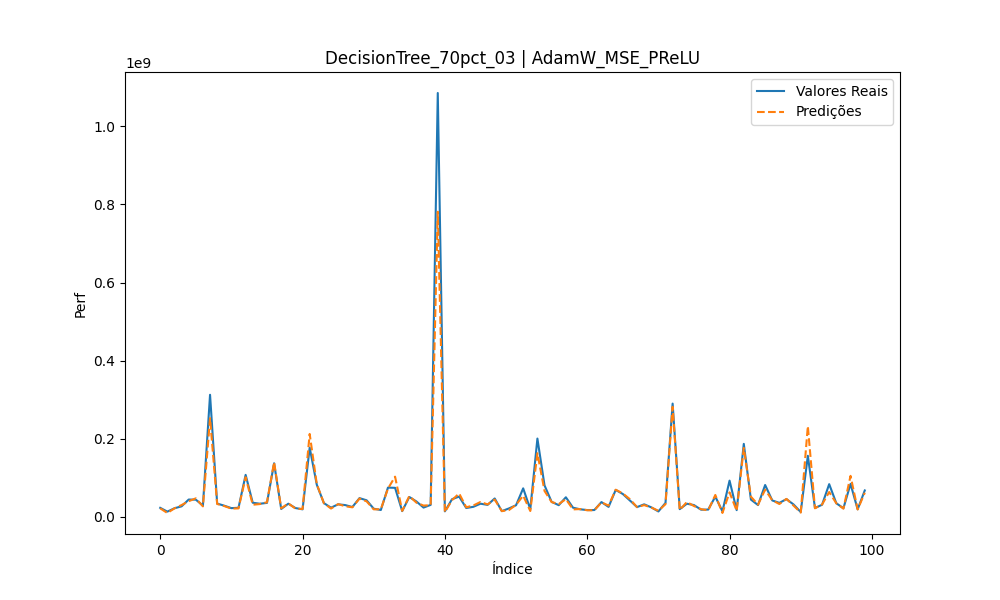 DecisionTree_70pct_03 | AdamW_MSE_PReLU
1e9
Valores Reais
Predições
1.0
0.8
0.6
0.4
0.2
0.0
Perf
0 20 40 60 80 100
Índice